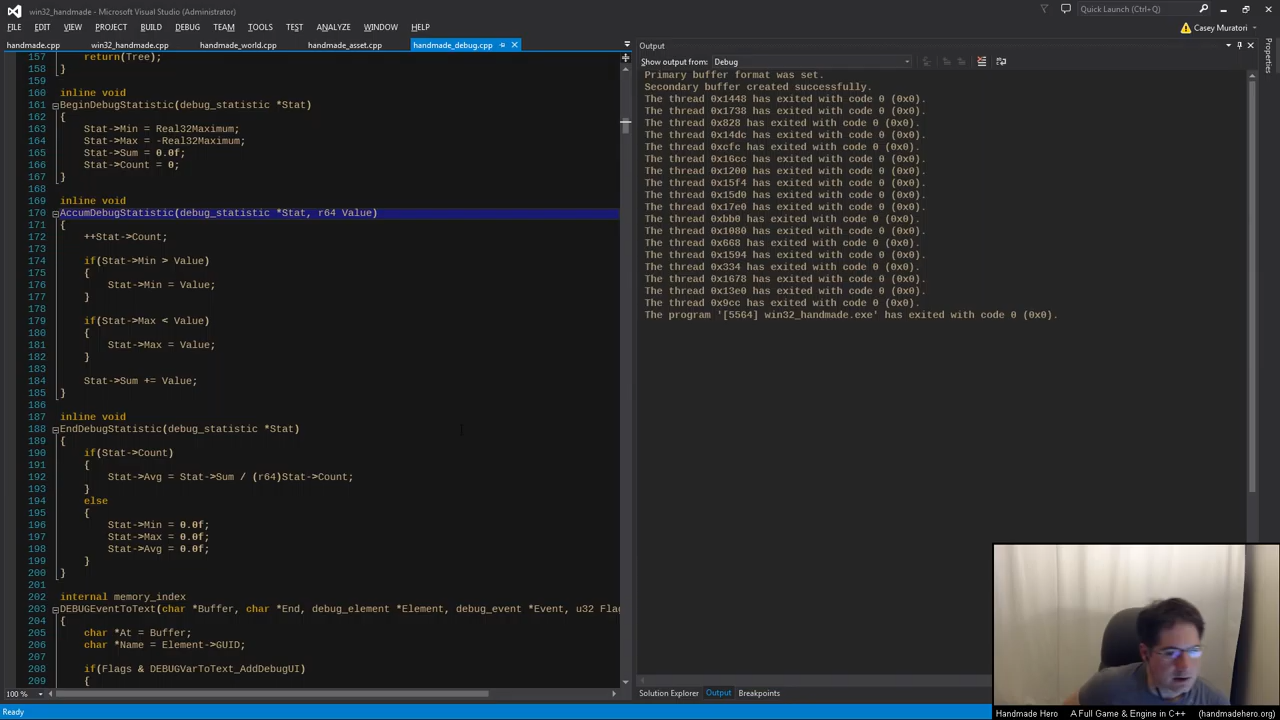 win32_handmade - Microsoft Visual Studio (Administrator)
Quick Launch (Ctrl+Q)
FILE EDIT VIEW PROJECT BUILD DEBUG TEAM TOOLS TEST ANALYZE WINDOW HELP
Casey Muratori
handmade.cpp win32_handmade.cpp handmade_world.cpp handmade_asset.cpp handmade_debug.cpp
157 return(Tree);
158 }
159
160 inline void
161 BeginDebugStatistic(debug_statistic *Stat)
162 {
163 Stat->Min = Real32Maximum;
164 Stat->Max = -Real32Maximum;
165 Stat->Sum = 0.0f;
166 Stat->Count = 0;
167 }
168
169 inline void
170 AccumDebugStatistic(debug_statistic *Stat, r64 Value)
171 {
172 ++Stat->Count;
173
174 if(Stat->Min > Value)
175 {
176 Stat->Min = Value;
177 }
178
179 if(Stat->Max < Value)
180 {
181 Stat->Max = Value;
182 }
183
184 Stat->Sum += Value;
185 }
186
187 inline void
188 EndDebugStatistic(debug_statistic *Stat)
189 {
190 if(Stat->Count)
191 {
192 Stat->Avg = Stat->Sum / (r64)Stat->Count;
193 }
194 else
195 {
196 Stat->Min = 0.0f;
197 Stat->Max = 0.0f;
198 Stat->Avg = 0.0f;
199 }
200 }
201
202 internal memory_index
203 DEBUGEventToText(char *Buffer, char *End, debug_element *Element, debug_event *Event, u32 Flag
204 {
205 char *At = Buffer;
206 char *Name = Element->GUID;
207
208 if(Flags & DEBUGVarToText_AddDebugUI)
209 {
100 %
Output
Show output from: Debug
Primary buffer format was set.
Secondary buffer created successfully.
The thread 0x1448 has exited with code 0 (0x0).
The thread 0x1738 has exited with code 0 (0x0).
The thread 0x828 has exited with code 0 (0x0).
The thread 0x14dc has exited with code 0 (0x0).
The thread 0xcfc has exited with code 0 (0x0).
The thread 0x16cc has exited with code 0 (0x0).
The thread 0x1200 has exited with code 0 (0x0).
The thread 0x15f4 has exited with code 0 (0x0).
The thread 0x15d0 has exited with code 0 (0x0).
The thread 0x17e0 has exited with code 0 (0x0).
The thread 0xbb0 has exited with code 0 (0x0).
The thread 0x1080 has exited with code 0 (0x0).
The thread 0x668 has exited with code 0 (0x0).
The thread 0x1594 has exited with code 0 (0x0).
The thread 0x334 has exited with code 0 (0x0).
The thread 0x1678 has exited with code 0 (0x0).
The thread 0x13e0 has exited with code 0 (0x0).
The thread 0x9cc has exited with code 0 (0x0).
The program '[5564] win32_handmade.exe' has exited with code 0 (0x0).
Properties
Solution Explorer Output Breakpoints
Ready
Handmade Hero A Full Game & Engine in C++ (handmadehero.org)